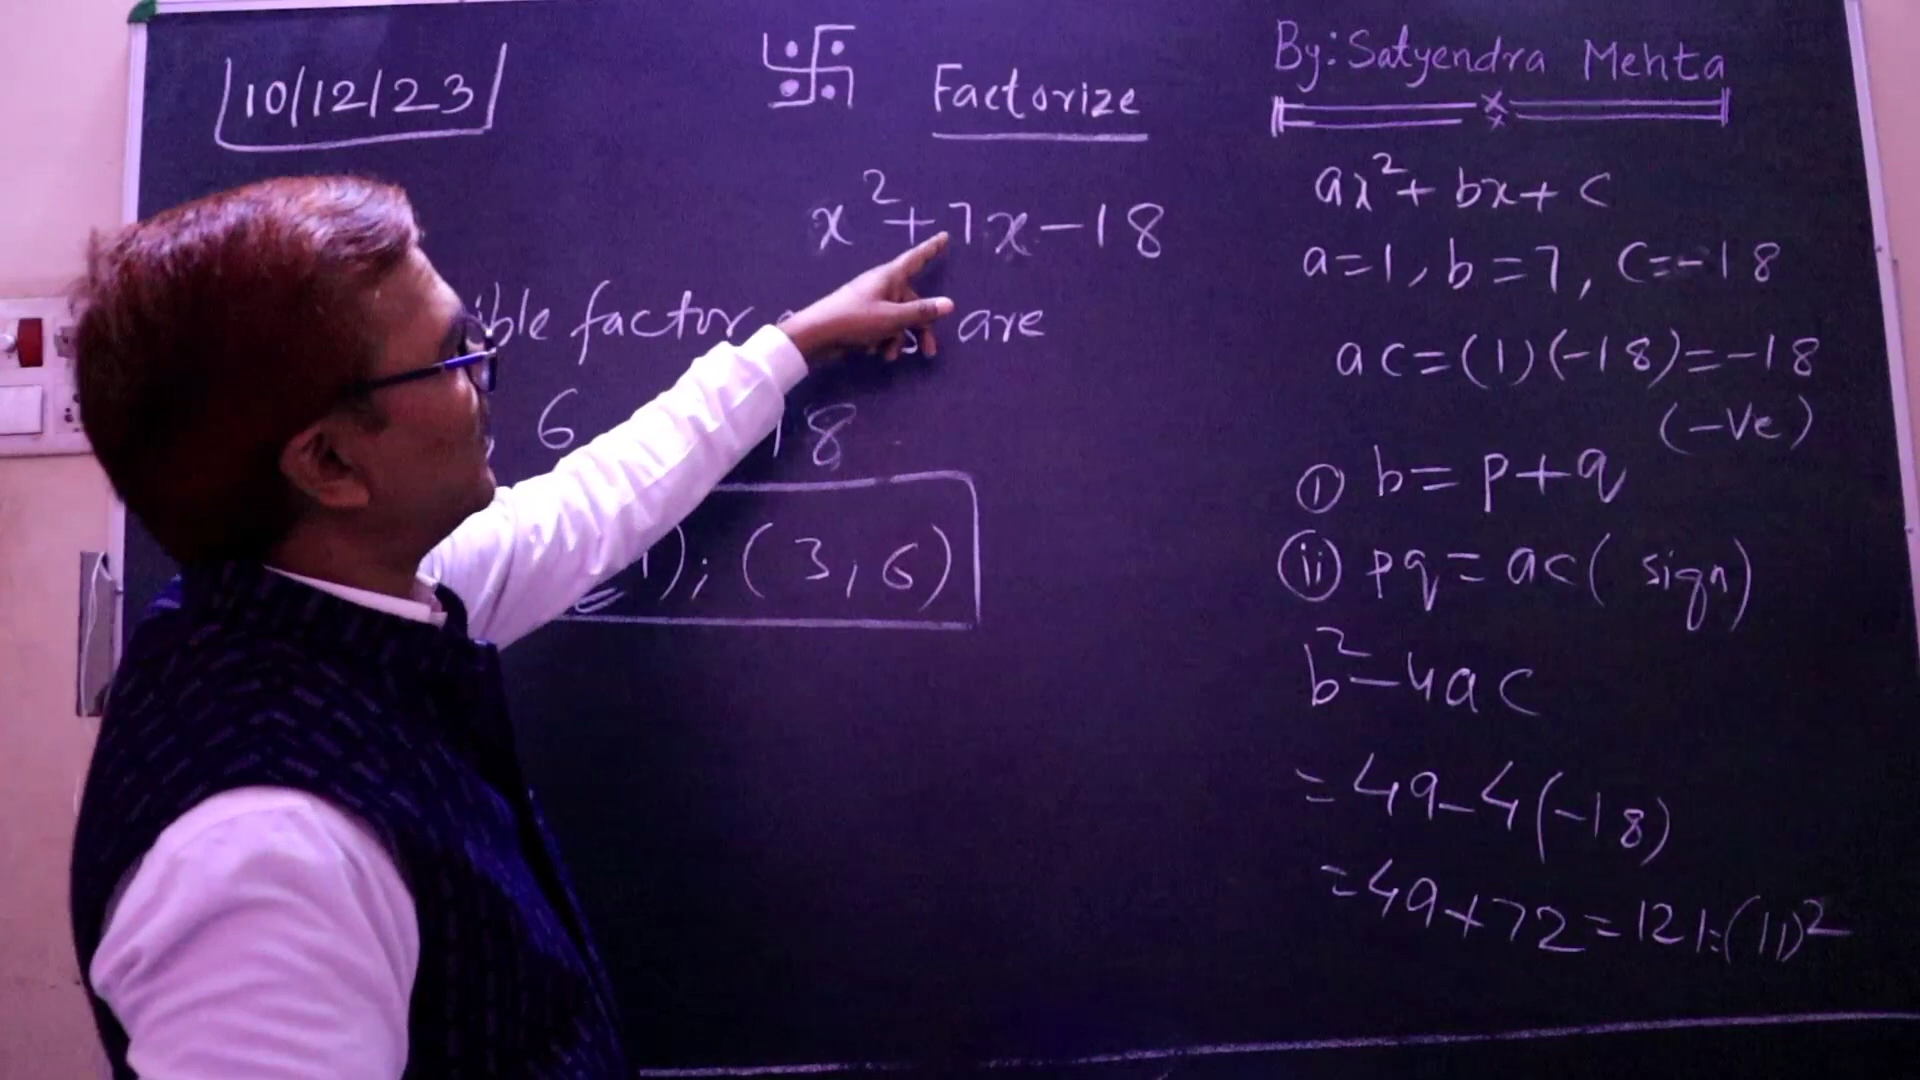 10/12/23
Factorize
x²+7x-18
factor are
6 18
1); (3,6)
By: Satyendra Mehta
ax²+bx+c
a=1, b=7, c=-18
ac=(1)(-18)=-18
(-ve)
(i) b=p+q
(ii) pq=ac (sign)
b²-4ac
=49-4(-18)
=49+72=121=(11)²